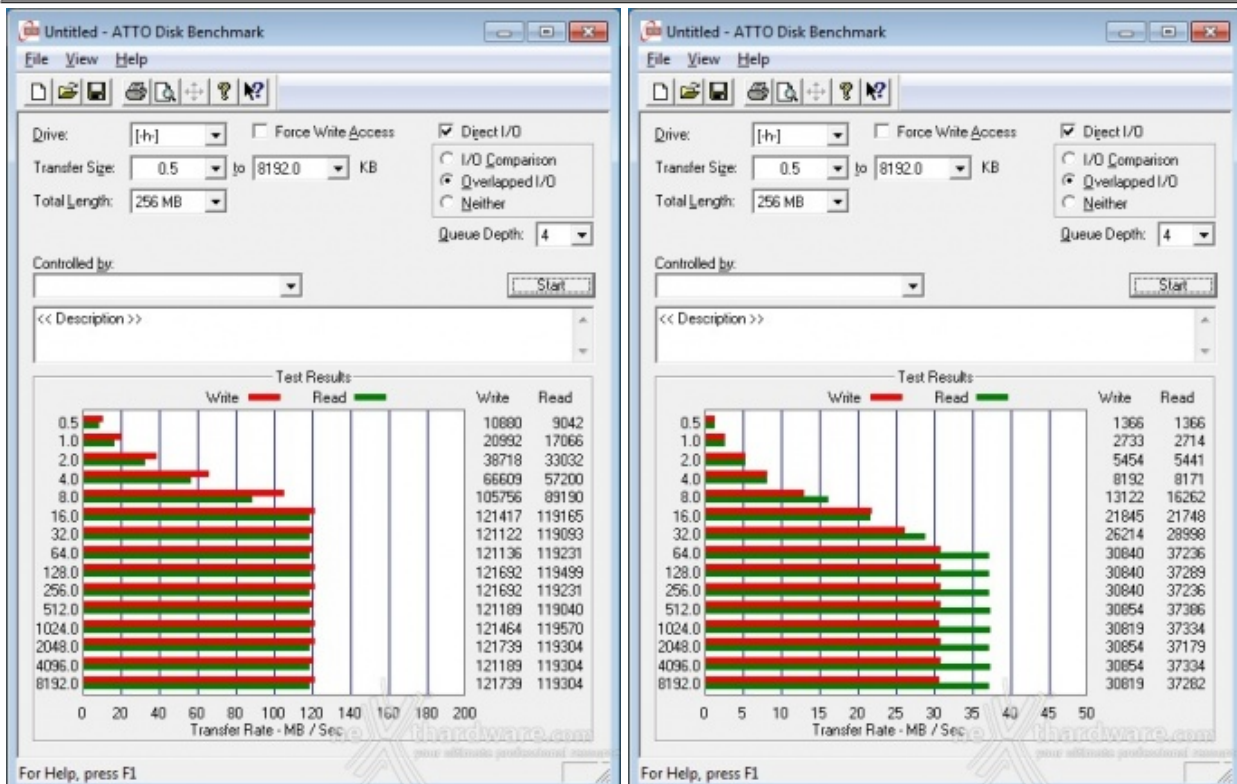 Untitled - ATTO Disk Benchmark
File View Help
Drive: [-h-] Force Write Access Direct I/O
Transfer Size: 0.5 to 8192.0 KB I/O Comparison
Overlapped I/O
Total Length: 256 MB Neither
Queue Depth: 4
Controlled by:
Start
<< Description >>
Test Results
Write Read Write Read
0.5 10880 9042
1.0 20992 17066
2.0 38718 33032
4.0 66609 57200
8.0 105756 89190
16.0 121417 119165
32.0 121122 119093
64.0 121136 119231
128.0 121692 119499
256.0 121692 119231
512.0 121189 119040
1024.0 121464 119570
2048.0 121739 119304
4096.0 121189 119304
8192.0 121739 119304
0 20 40 60 80 100 120 140 160 180 200
Transfer Rate - MB / Sec
For Help, press F1
Untitled - ATTO Disk Benchmark
File View Help
Drive: [-h-] Force Write Access Direct I/O
Transfer Size: 0.5 to 8192.0 KB I/O Comparison
Overlapped I/O
Total Length: 256 MB Neither
Queue Depth: 4
Controlled by:
Start
<< Description >>
Test Results
Write Read Write Read
0.5 1366 1366
1.0 2733 2714
2.0 5454 5441
4.0 8192 8171
8.0 13122 16262
16.0 21845 21748
32.0 26214 28998
64.0 30840 37236
128.0 30840 37289
256.0 30840 37236
512.0 30854 37386
1024.0 30819 37334
2048.0 30854 37179
4096.0 30854 37334
8192.0 30819 37282
0 5 10 15 20 25 30 35 40 45 50
Transfer Rate - MB / Sec
For Help, press F1